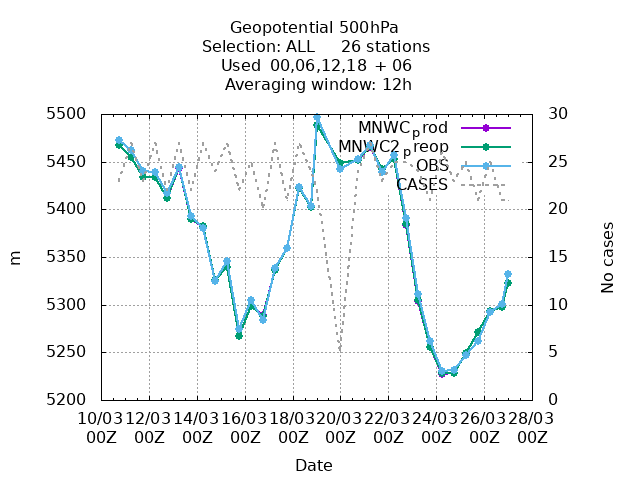 Geopotential 500hPa
Selection: ALL 26 stations
Used 00,06,12,18 + 06
Averaging window: 12h
5500
5450
5400
5350
5300
5250
5200
m
30
25
20
15
10
5
0
No cases
MNWC_prod
MNWC2_preop
OBS
CASES
10/03 12/03 14/03 16/03 18/03 20/03 22/03 24/03 26/03 28/03
00Z 00Z 00Z 00Z 00Z 00Z 00Z 00Z 00Z 00Z
Date